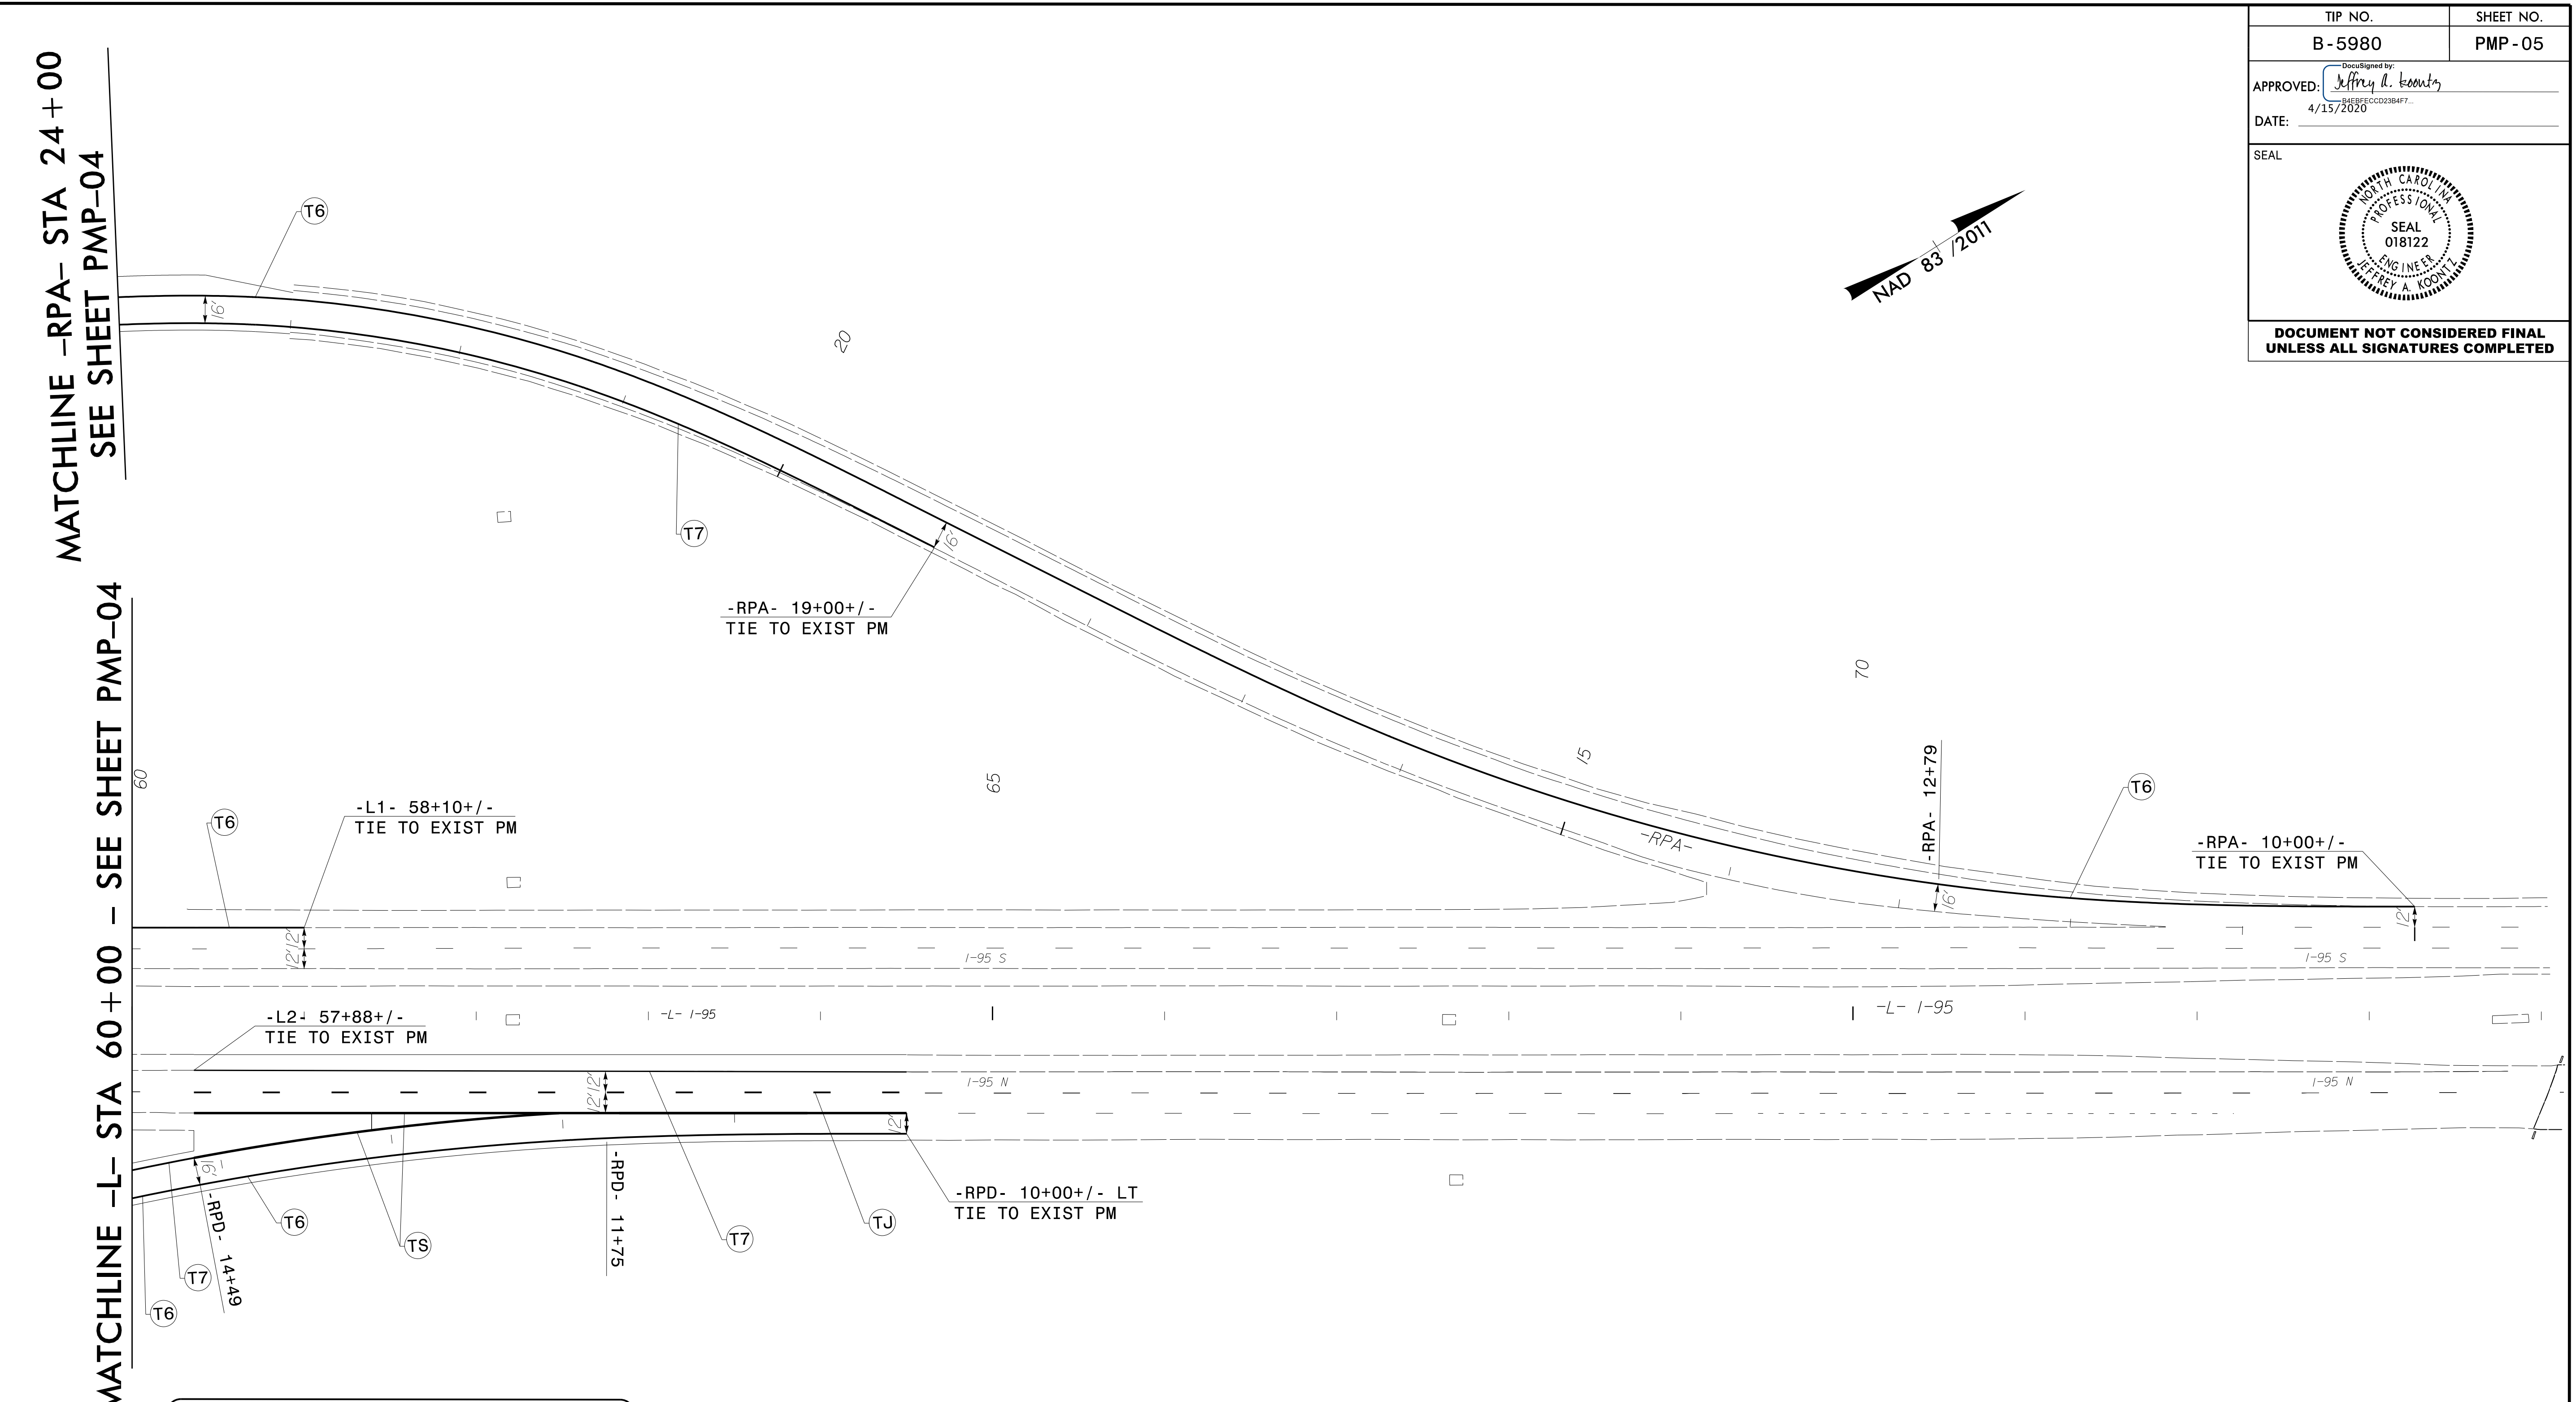 TIP NO. SHEET NO.
B-5980 PMP-05
DocuSigned by:
APPROVED: Jeffrey A. Koontz
B4EBFECCD23B4F7...
4/15/2020
DATE:
SEAL
NORTH CAROLINA
PROFESSIONAL
SEAL
018122
ENGINEER
JEFFREY A. KOONTZ
DOCUMENT NOT CONSIDERED FINAL
UNLESS ALL SIGNATURES COMPLETED
MATCHLINE -RPA- STA 24+00
SEE SHEET PMP-04
T6
16'
NAD 83 /2011
20
T7
16'
-RPA- 19+00+/-
TIE TO EXIST PM
MATCHLINE -L- STA 60+00 - SEE SHEET PMP-04
60
65
70
15
T6
-L1- 58+10+/-
TIE TO EXIST PM
12'
12'
-RPA-
-RPA- 12+79
16'
T6
-RPA- 10+00+/-
TIE TO EXIST PM
12'
I-95 S
I-95 S
-L2- 57+88+/-
TIE TO EXIST PM
-L- I-95
-L- I-95
12'
12'
I-95 N
I-95 N
12'
16'
-RPD- 14+49
-RPD- 11+75
-RPD- 10+00+/- LT
TIE TO EXIST PM
T6
T7
T6
TS
T7
TJ